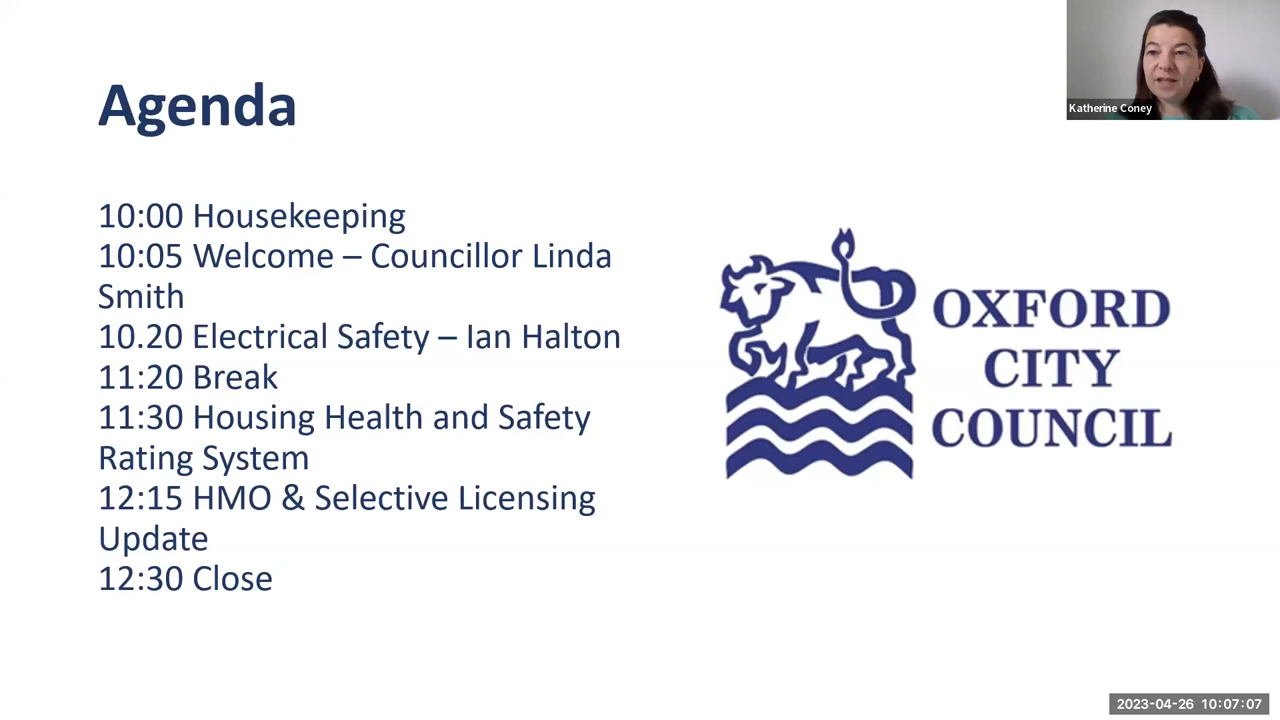 Agenda
Katherine Coney
10:00 Housekeeping
10:05 Welcome – Councillor Linda
Smith
10.20 Electrical Safety – Ian Halton
11:20 Break
11:30 Housing Health and Safety
Rating System
12:15 HMO & Selective Licensing
Update
12:30 Close
OXFORD
CITY
COUNCIL
2023-04-26 10:07:07